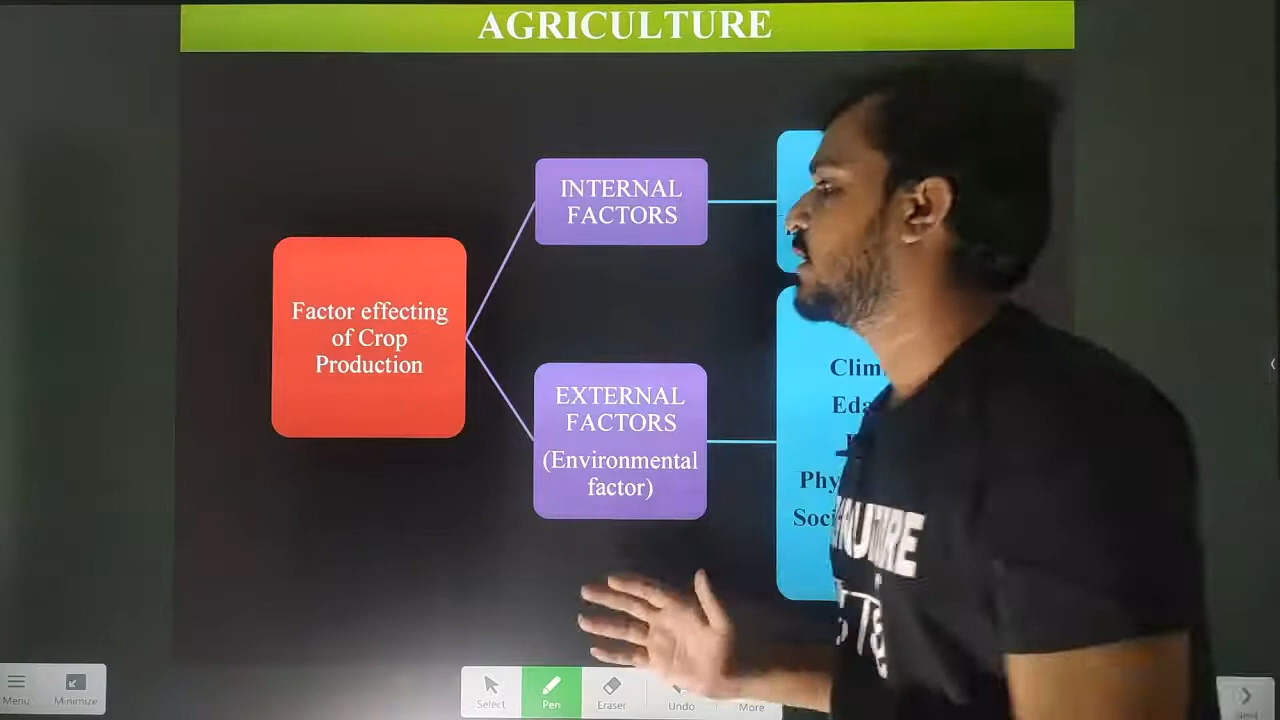 AGRICULTURE
INTERNAL
FACTORS
Factor effecting
of Crop
Production
EXTERNAL
FACTORS
(Environmental
factor)
Menu
Minimize
Select
Pen
Eraser
Undo
More